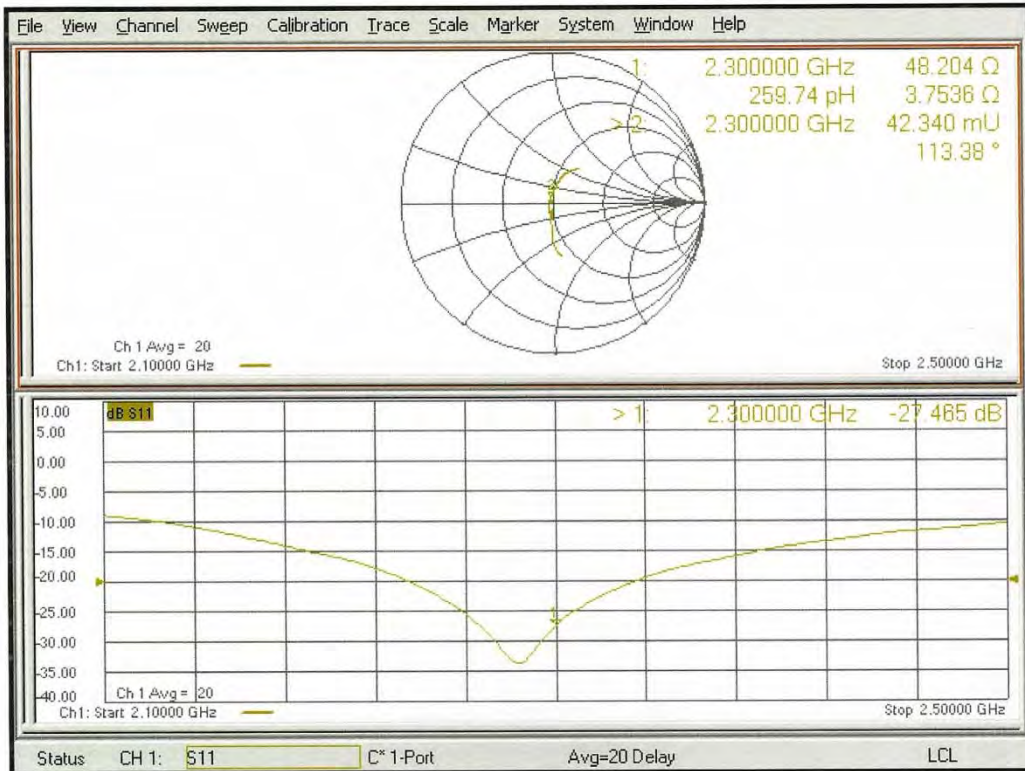 File View Channel Sweep Calibration Trace Scale Marker System Window Help
1: 2.300000 GHz 48.204 Ω
259.74 pH 3.7536 Ω
> 2: 2.300000 GHz 42.340 mU
113.38 °
Ch 1 Avg = 20
Ch1: Start 2.10000 GHz
Stop 2.50000 GHz
10.00
dB S11
> 1: 2.300000 GHz -27.465 dB
5.00
0.00
-5.00
-10.00
-15.00
-20.00
-25.00
1
-30.00
-35.00
-40.00
Ch 1 Avg = 20
Ch1: Start 2.10000 GHz
Stop 2.50000 GHz
Status CH 1: S11 C* 1-Port Avg=20 Delay LCL